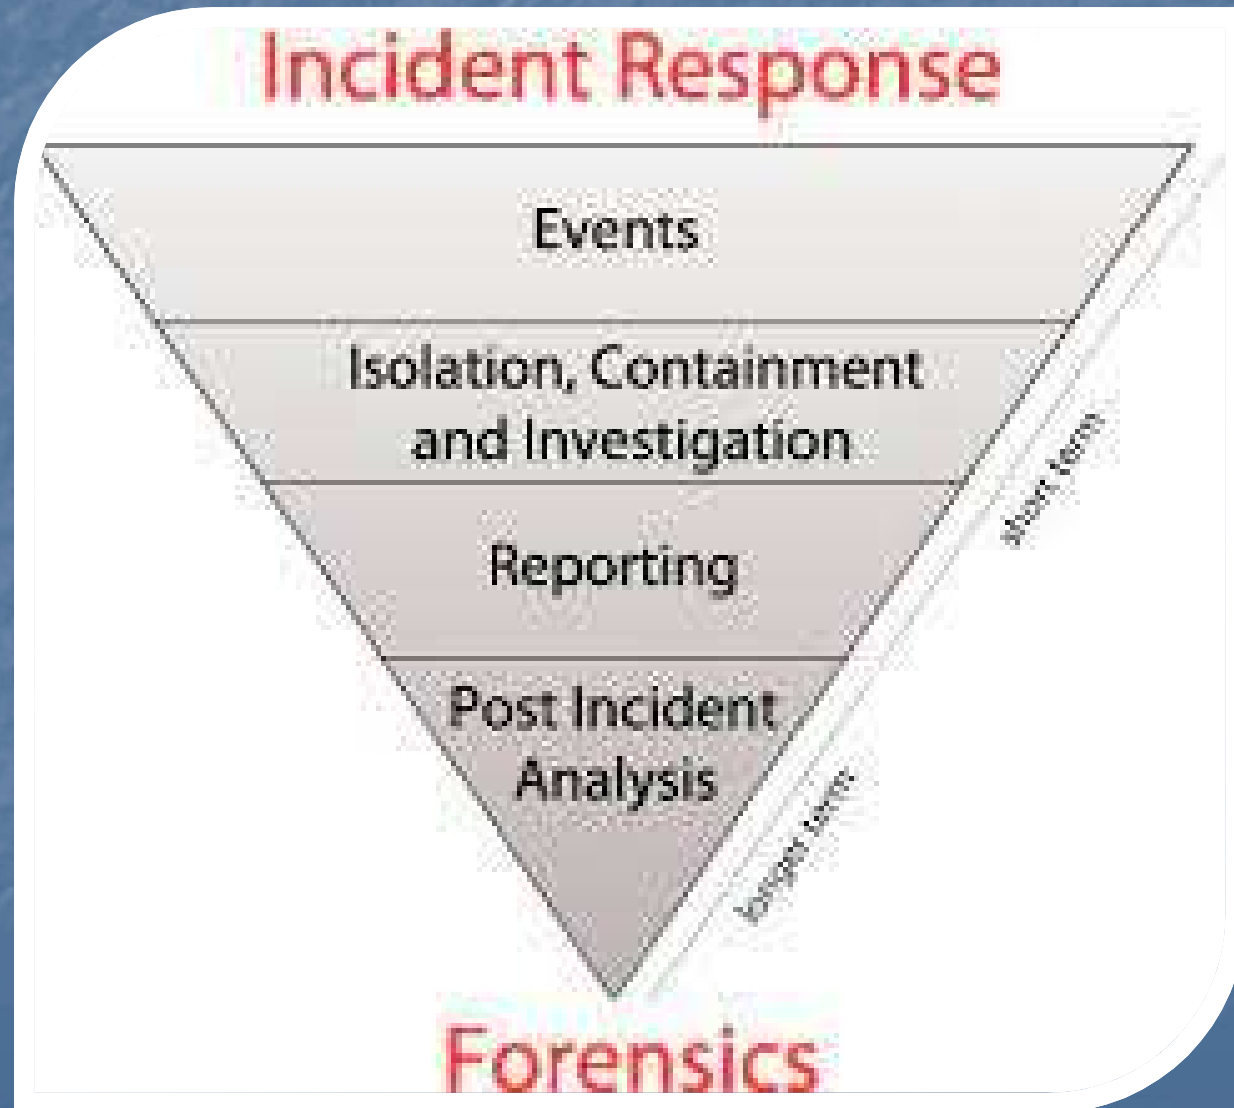 Incident Response
Events
Isolation, Containment
and Investigation
short term
Reporting
Post Incident
Analysis
longer term
Forensics